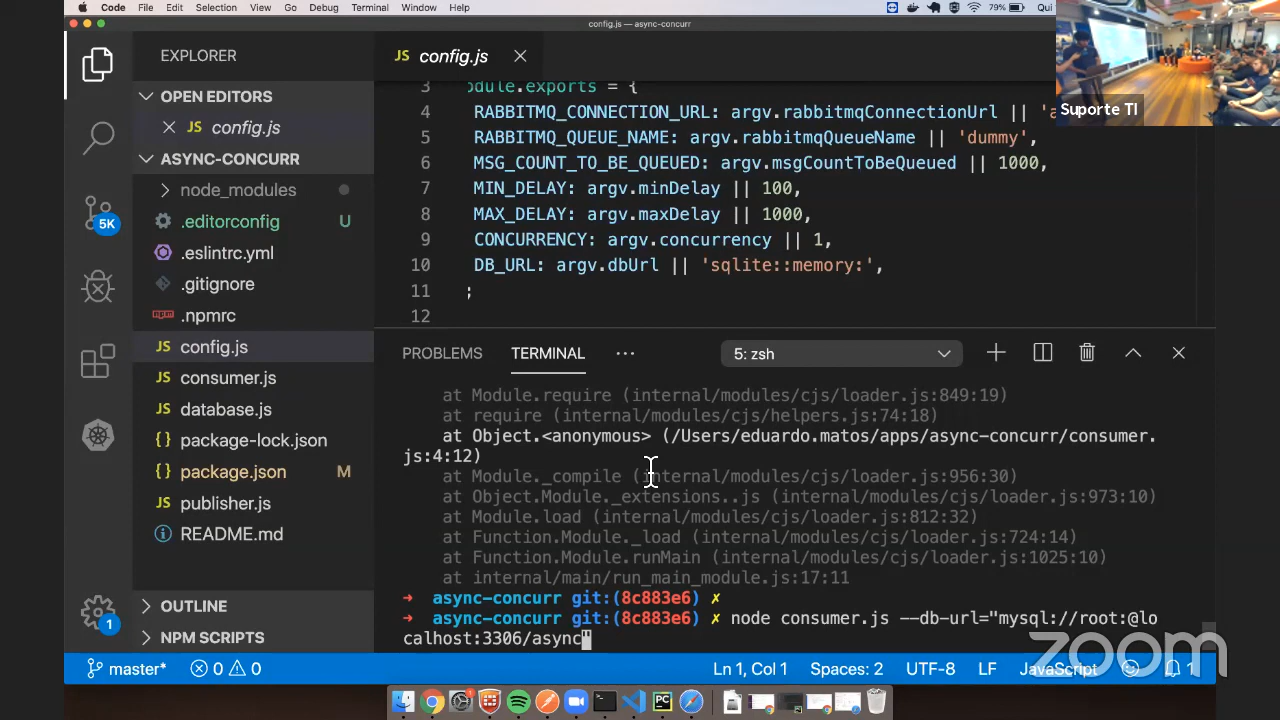 Code File Edit Selection View Go Debug Terminal Window Help 79% Qui
config.js — async-concurr
EXPLORER
OPEN EDITORS
JS config.js
ASYNC-CONCURR
node_modules
.editorconfig U
.eslintrc.yml
.gitignore
.npmrc
JS config.js
JS consumer.js
JS database.js
{ } package-lock.json
{ } package.json M
JS publisher.js
README.md
OUTLINE
NPM SCRIPTS
5K
1
JS config.js
3 odule.exports = {
4 RABBITMQ_CONNECTION_URL: argv.rabbitmqConnectionUrl || 'a
5 RABBITMQ_QUEUE_NAME: argv.rabbitmqQueueName || 'dummy',
6 MSG_COUNT_TO_BE_QUEUED: argv.msgCountToBeQueued || 1000,
7 MIN_DELAY: argv.minDelay || 100,
8 MAX_DELAY: argv.maxDelay || 1000,
9 CONCURRENCY: argv.concurrency || 1,
10 DB_URL: argv.dbUrl || 'sqlite::memory:',
11 ;
12
Suporte TI
PROBLEMS TERMINAL ··· 5: zsh
at Module.require (internal/modules/cjs/loader.js:849:19)
at require (internal/modules/cjs/helpers.js:74:18)
at Object.<anonymous> (/Users/eduardo.matos/apps/async-concurr/consumer.
js:4:12)
at Module._compile (internal/modules/cjs/loader.js:956:30)
at Object.Module._extensions..js (internal/modules/cjs/loader.js:973:10)
at Module.load (internal/modules/cjs/loader.js:812:32)
at Function.Module._load (internal/modules/cjs/loader.js:724:14)
at Function.Module.runMain (internal/modules/cjs/loader.js:1025:10)
at internal/main/run_main_module.js:17:11
➜ async-concurr git:(8c883e6) ✗
➜ async-concurr git:(8c883e6) ✗ node consumer.js --db-url="mysql://root:@lo
calhost:3306/async"
master* 0 0 Ln 1, Col 1 Spaces: 2 UTF-8 LF JavaScript 1
zoom